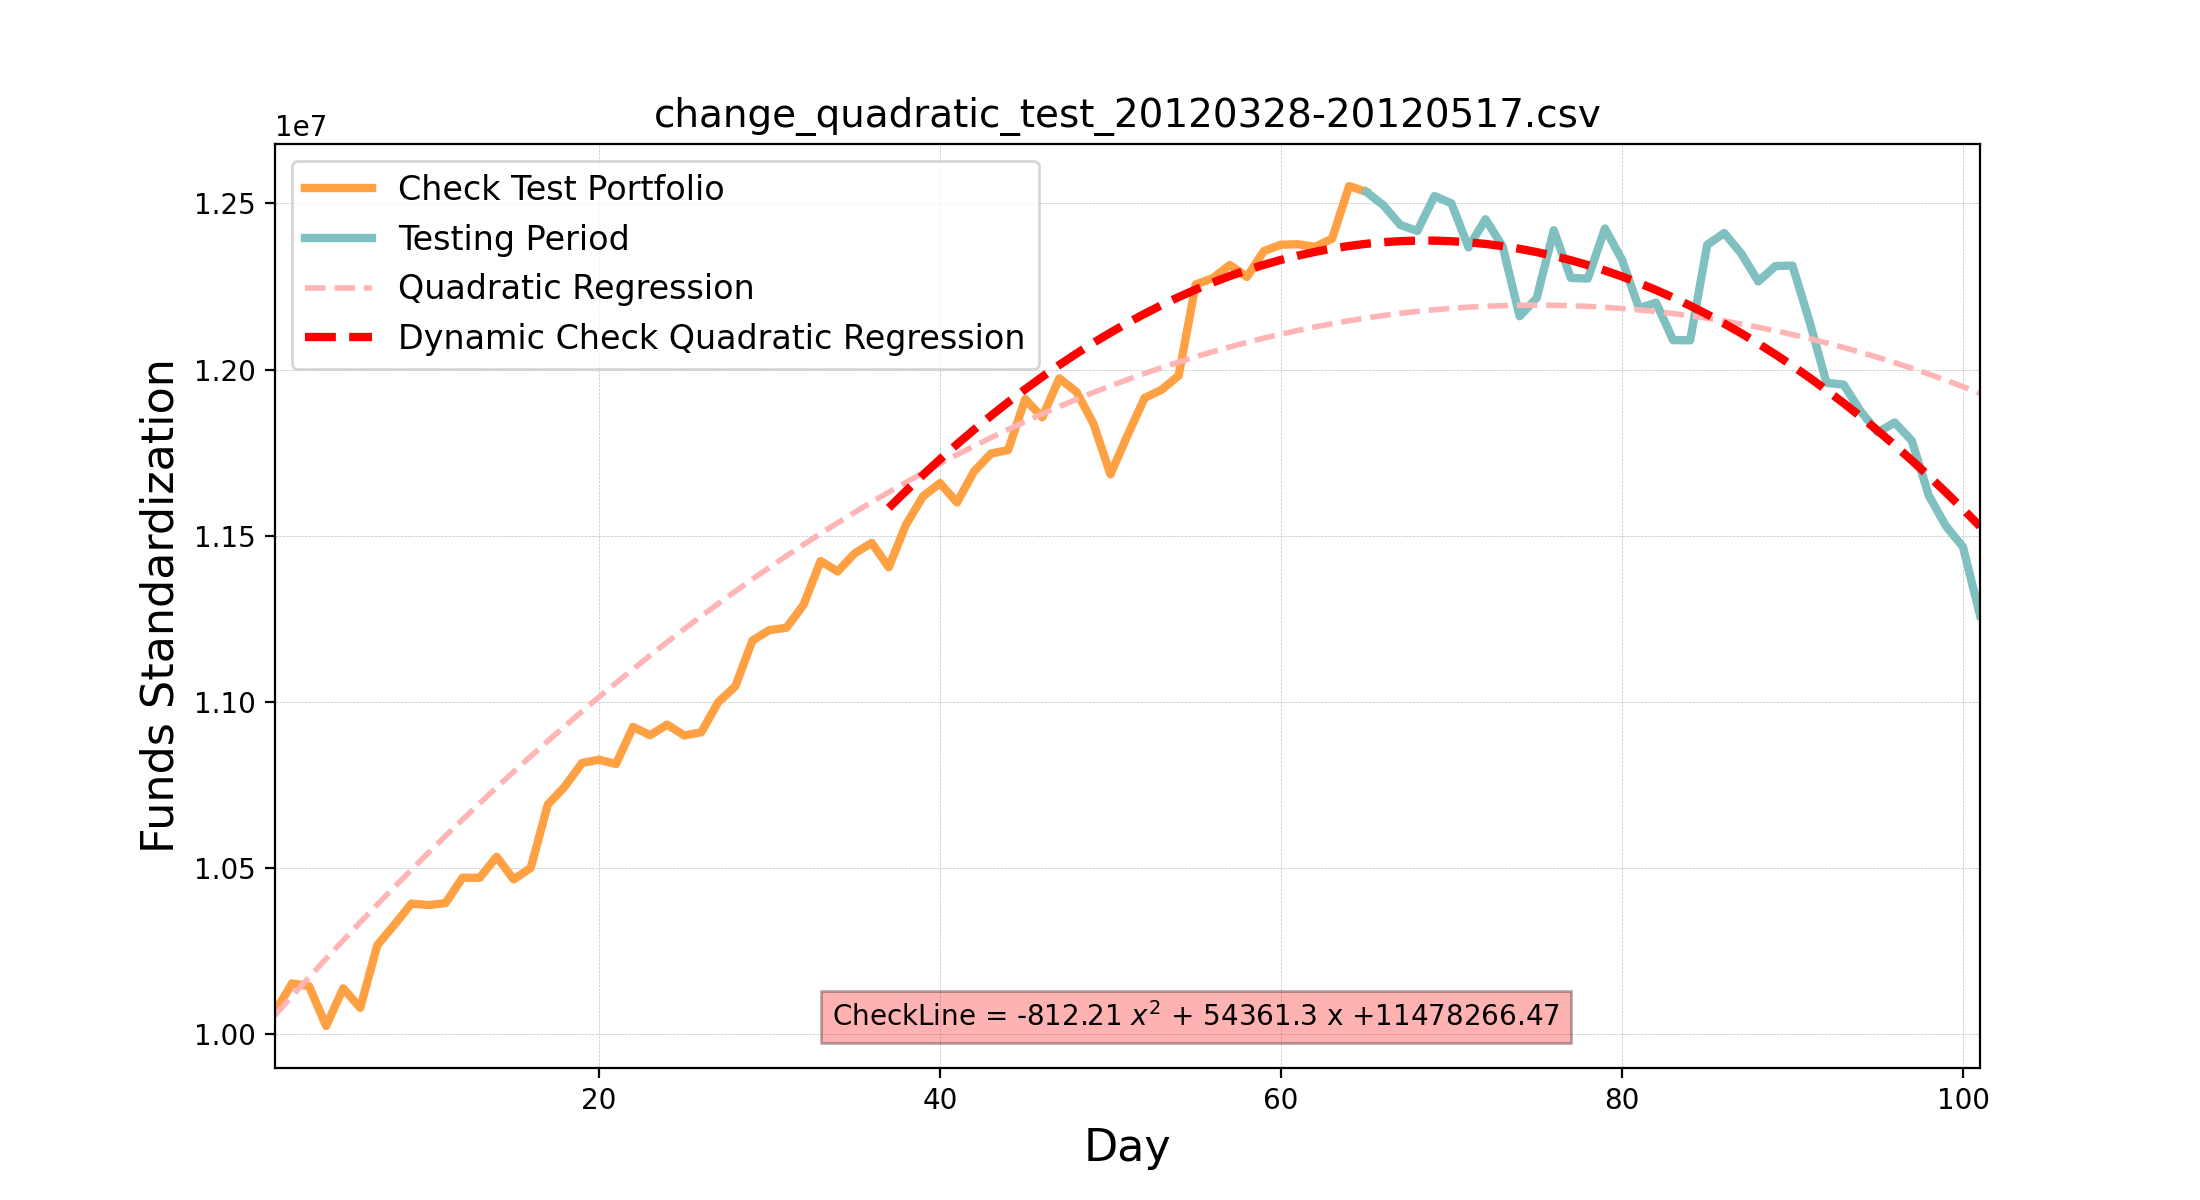 change_quadratic_test_20120328-20120517.csv
1e7
Check Test Portfolio
Testing Period
Quadratic Regression
Dynamic Check Quadratic Regression
1.25
1.20
1.15
1.10
1.05
1.00
Funds Standardization
CheckLine = -812.21 x² + 54361.3 x +11478266.47
20 40 60 80 100
Day